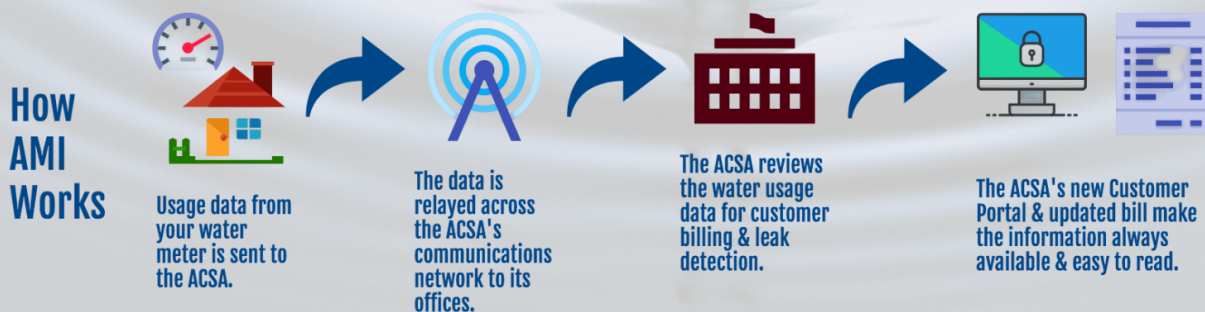 How
AMI
Works
Usage data from
your water
meter is sent to
the ACSA.
The data is
relayed across
the ACSA's
communications
network to its
offices.
The ACSA reviews
the water usage
data for customer
billing & leak
detection.
The ACSA's new Customer
Portal & updated bill make
the information always
available & easy to read.